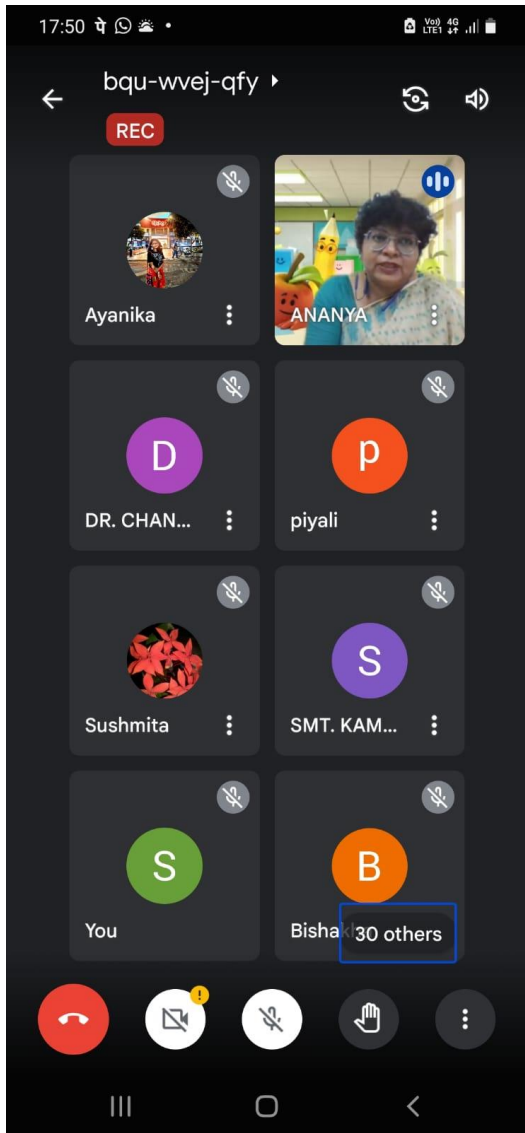 17:50 पे
Vo)) 4G
LTE1
bqu-wvej-qfy
REC
Ayanika
ANANYA
D
DR. CHAN...
p
piyali
Sushmita
S
SMT. KAM...
S
You
B
Bisha
30 others